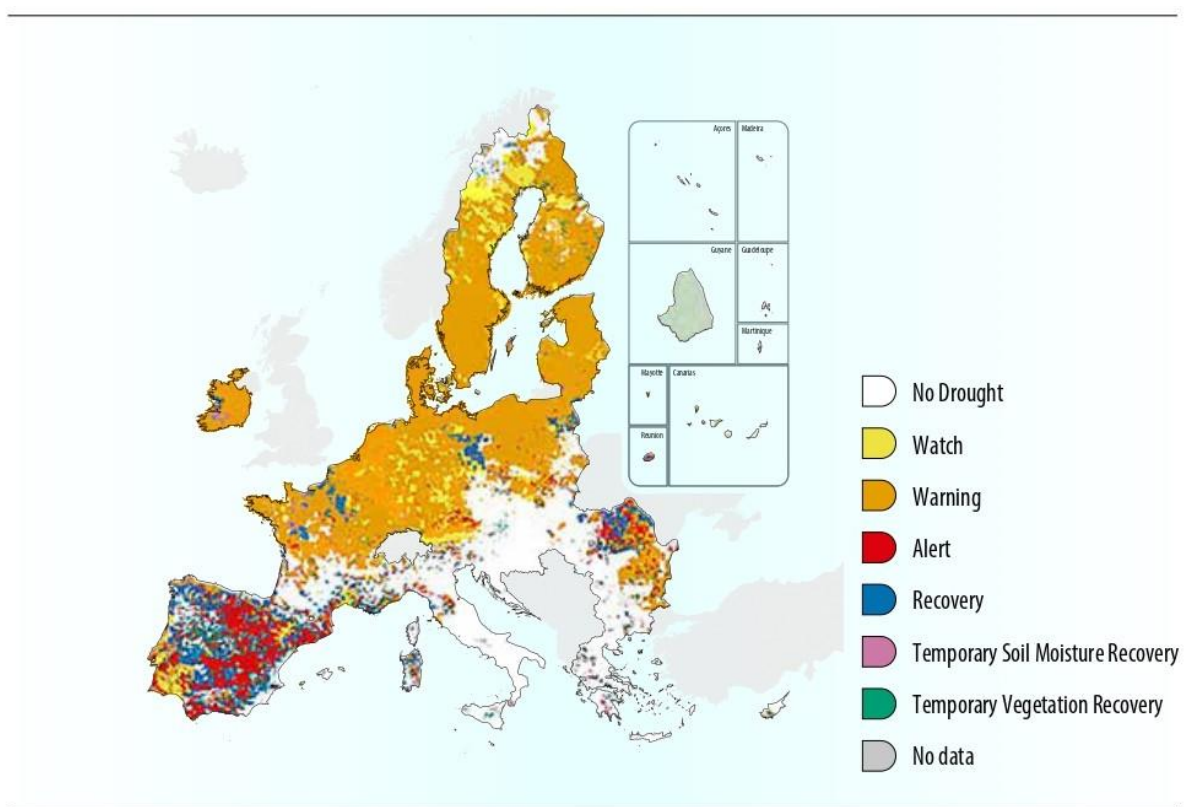 Açores
Madeira
Guyane
Guadeloupe
Martinique
Mayotte
Canarias
Réunion
No Drought
Watch
Warning
Alert
Recovery
Temporary Soil Moisture Recovery
Temporary Vegetation Recovery
No data